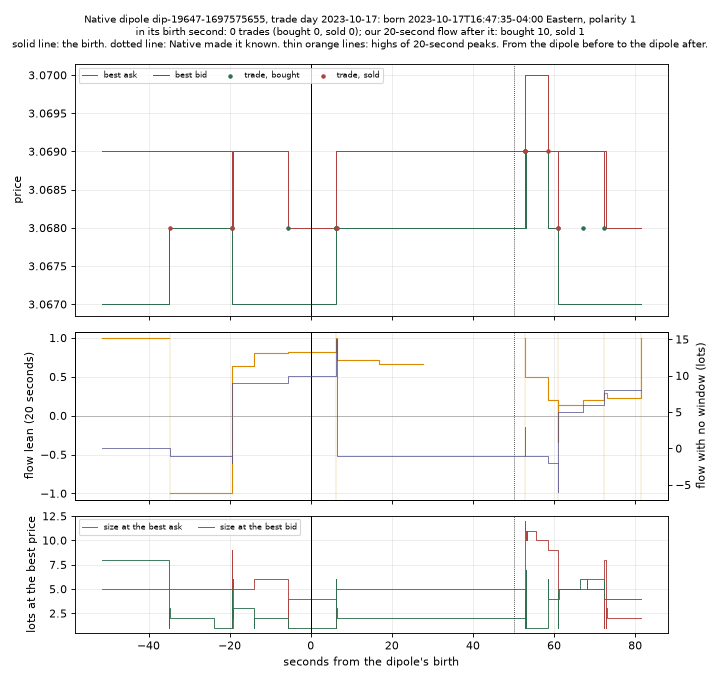 Native dipole dip-19647-1697575655, trade day 2023-10-17: born 2023-10-17T16:47:35-04:00 Eastern, polarity 1
in its birth second: 0 trades (bought 0, sold 0); our 20-second flow after it: bought 10, sold 1
solid line: the birth. dotted line: Native made it known. thin orange lines: highs of 20-second peaks. From the dipole before to the dipole after.
best ask
best bid
trade, bought
trade, sold
3.0700
3.0690
3.0685
3.0680
3.0675
3.0670
price
1.0
0.5
0.0
−0.5
−1.0
flow lean (20 seconds)
15
10
5
0
−5
flow with no window (lots)
size at the best ask
size at the best bid
12.5
10.0
7.5
5.0
2.5
lots at the best price
−40
−20
0
20
40
60
80
seconds from the dipole's birth